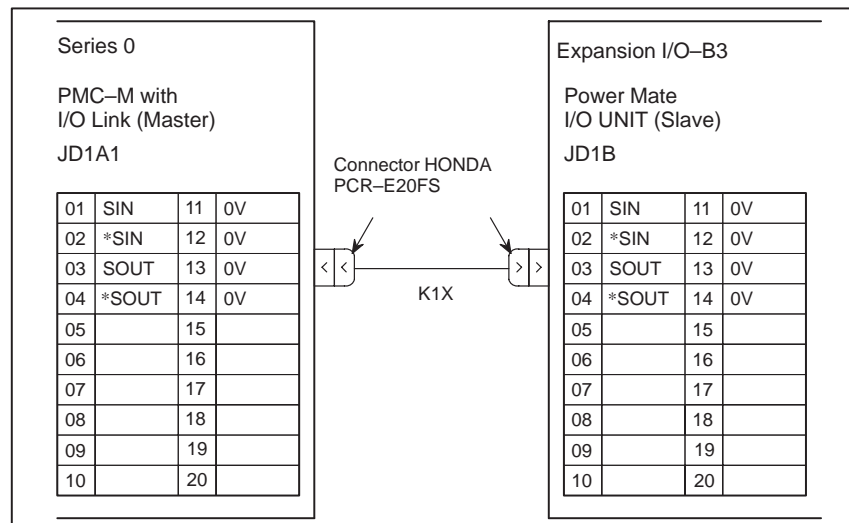 Series 0
PMC–M with
I/O Link (Master)
JD1A1
01 SIN 11 0V
02 *SIN 12 0V
03 SOUT 13 0V
04 *SOUT 14 0V
05 15
06 16
07 17
08 18
09 19
10 20
Connector HONDA
PCR–E20FS
K1X
Expansion I/O–B3
Power Mate
I/O UNIT (Slave)
JD1B
01 SIN 11 0V
02 *SIN 12 0V
03 SOUT 13 0V
04 *SOUT 14 0V
05 15
06 16
07 17
08 18
09 19
10 20